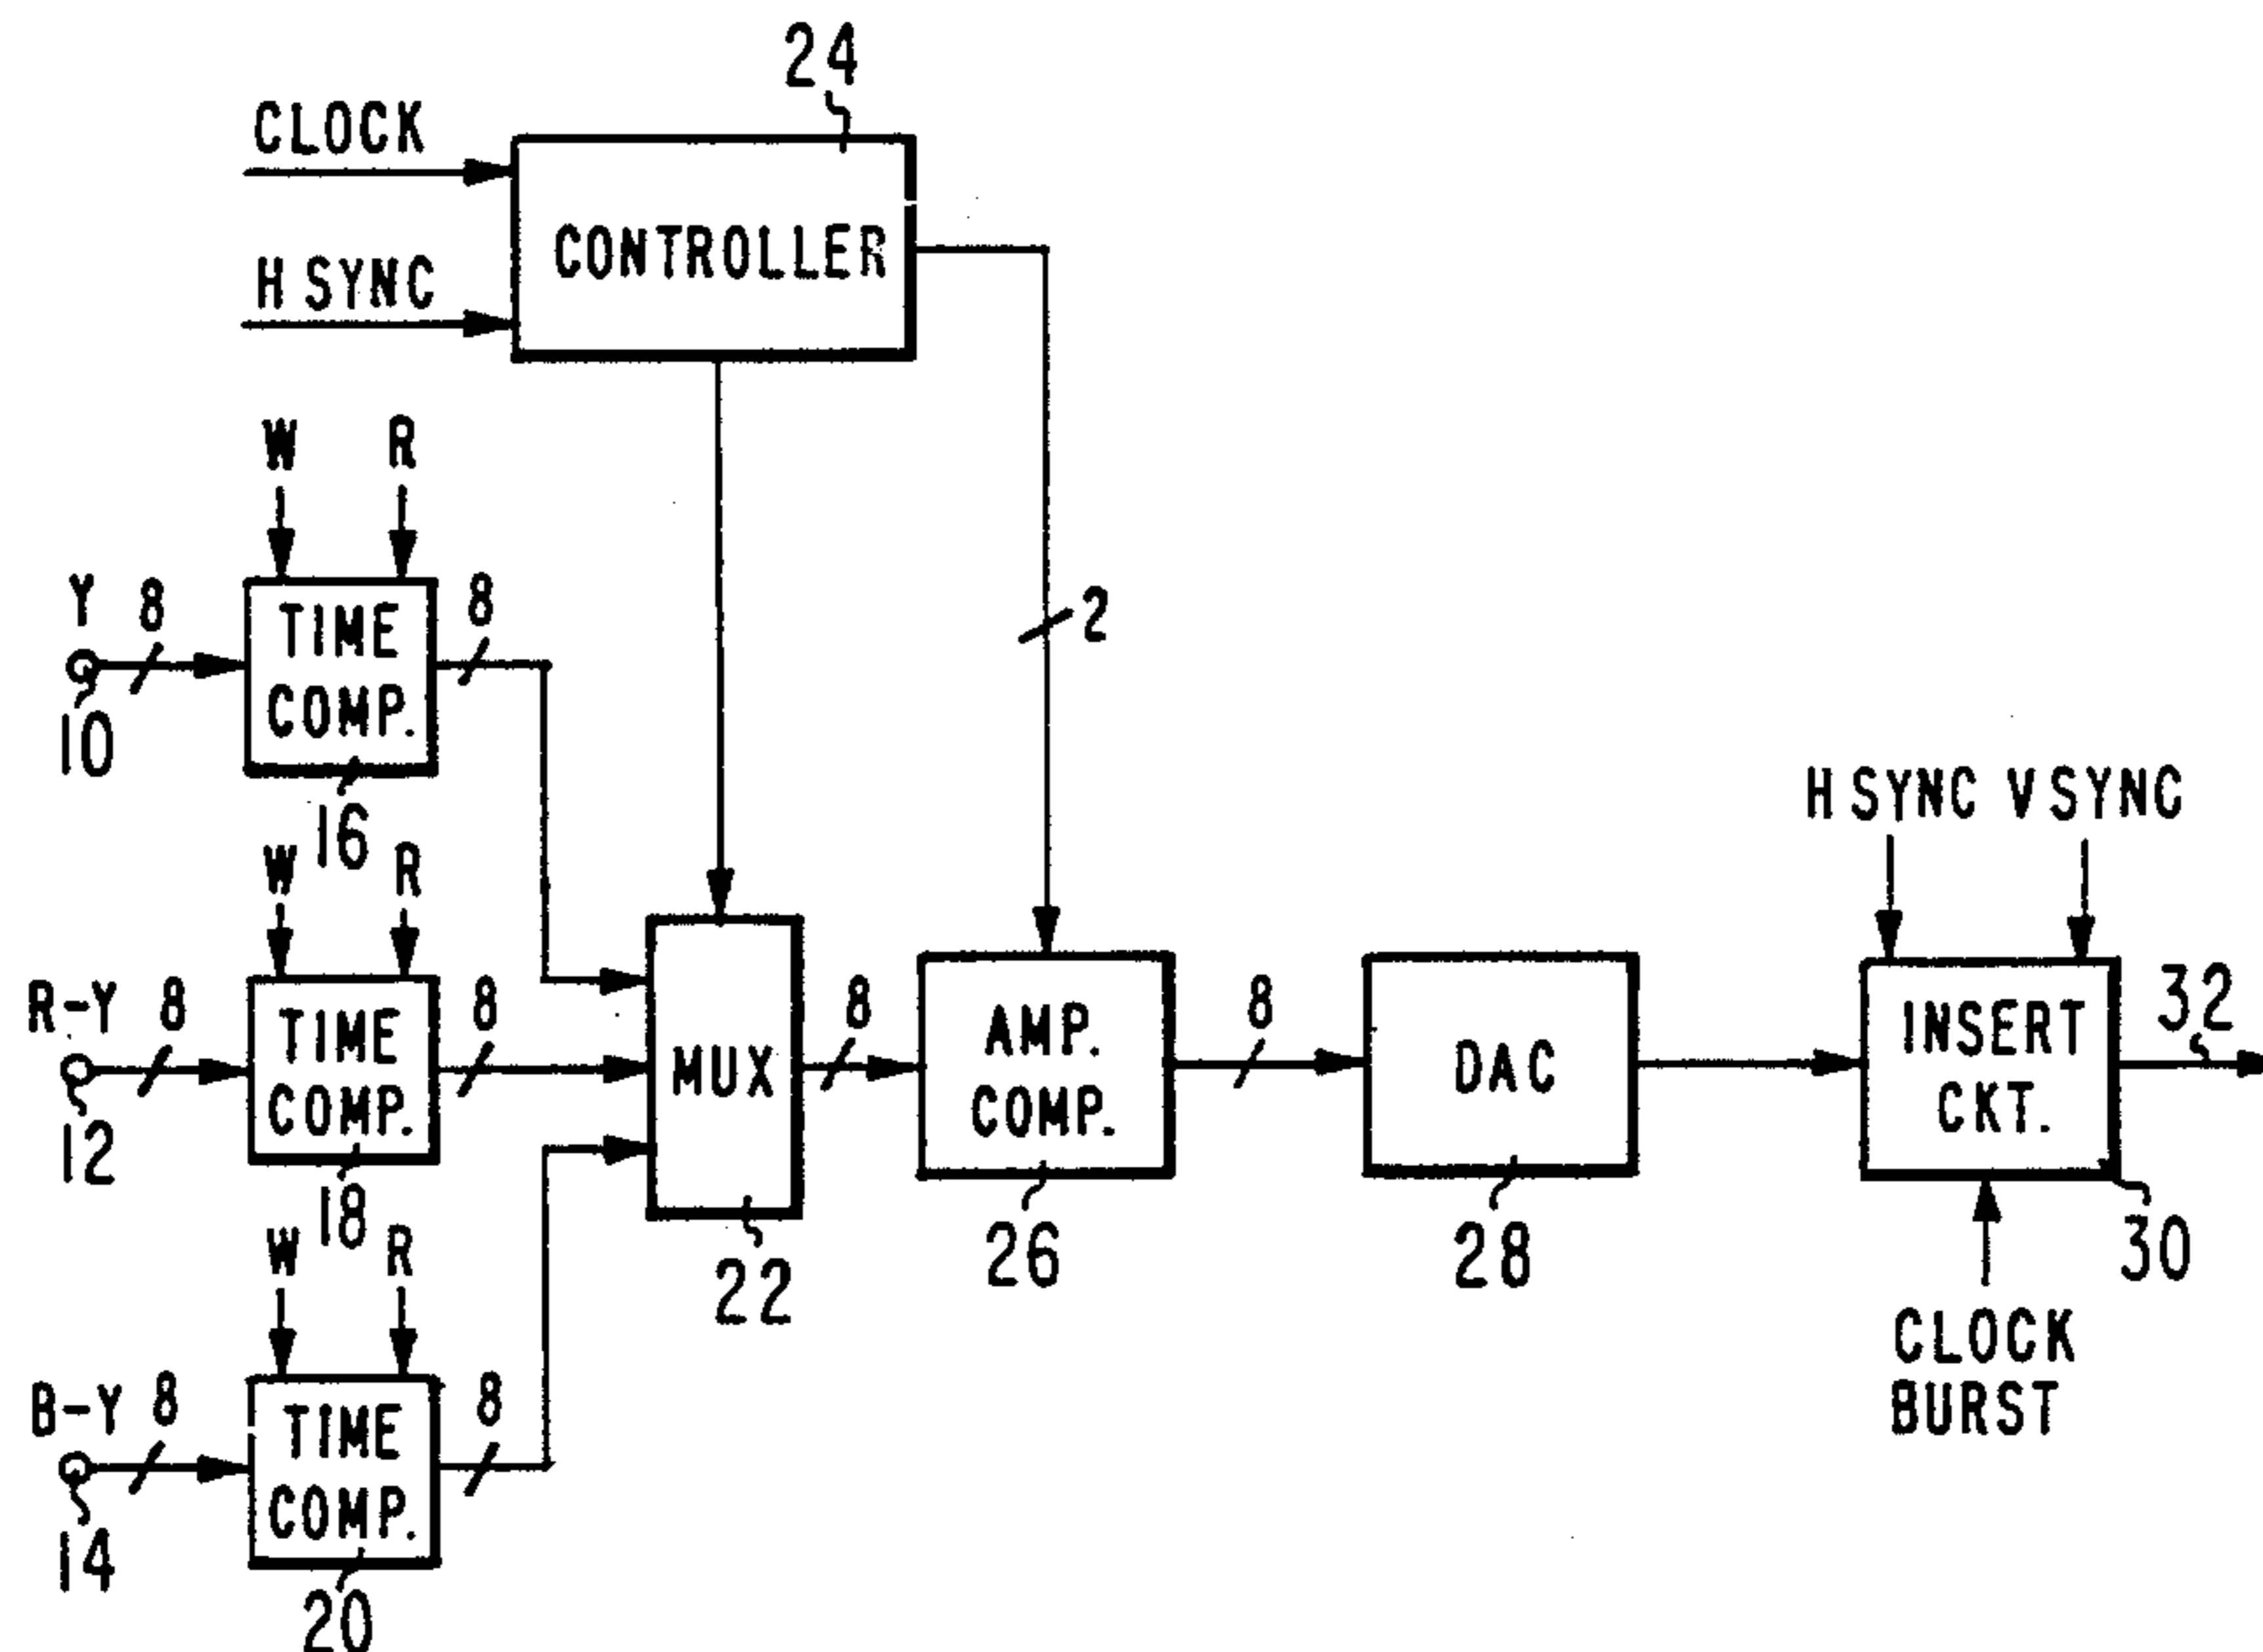 24
CLOCK
CONTROLLER
H SYNC
W R
Y 8
TIME
COMP.
8
2
10
16
H SYNC V SYNC
W R
R-Y 8
TIME
COMP.
8
MUX
8
AMP.
COMP.
8
DAC
INSERT
CKT.
32
12
18
22
26
28
30
W R
CLOCK
BURST
B-Y 8
TIME
COMP.
8
14
20